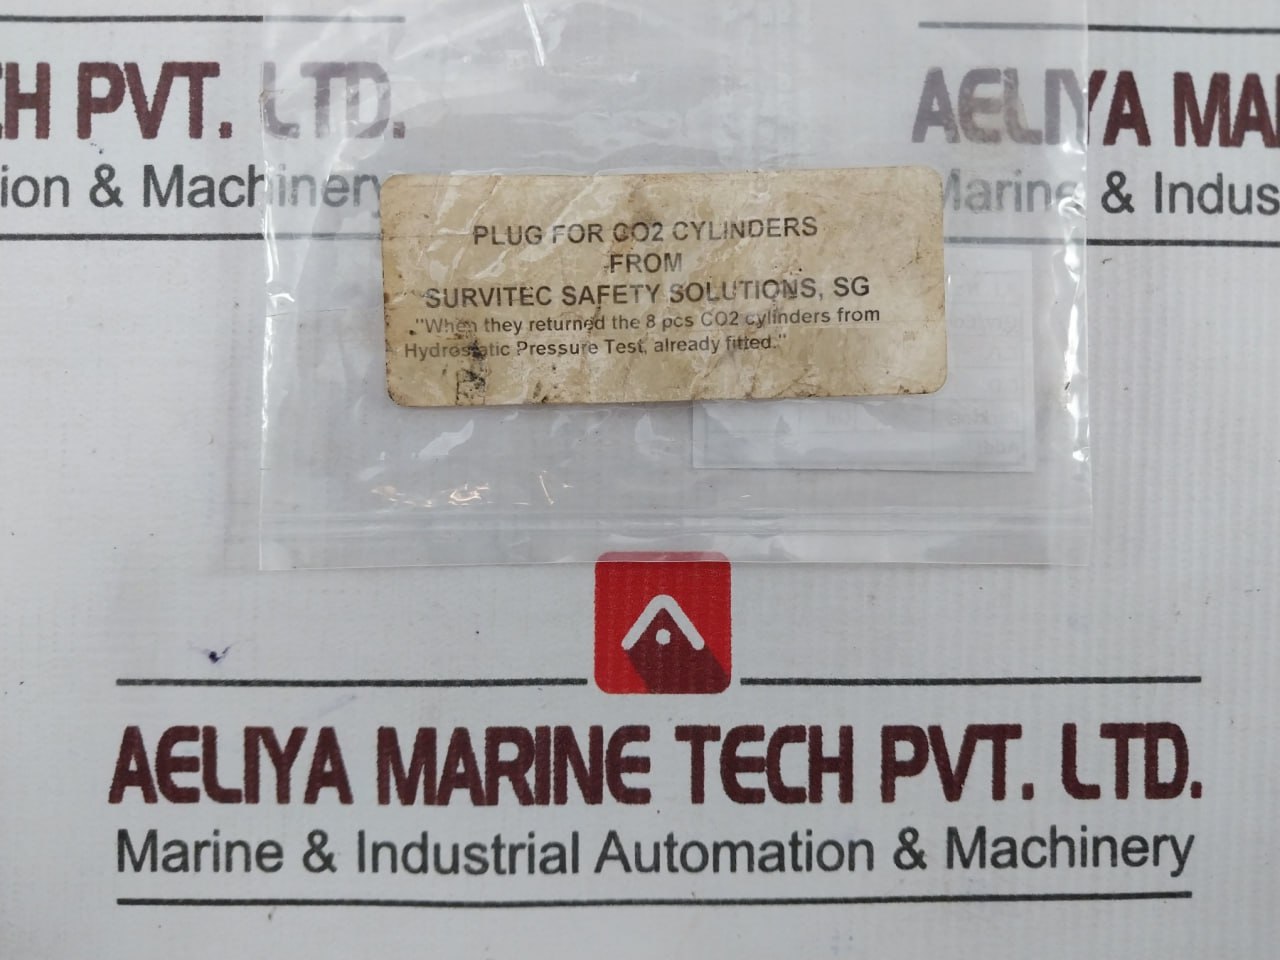 TH PVT. LTD.
ion & Machinery
AELIYA MA
Marine & Indus
PLUG FOR CO2 CYLINDERS
FROM
SURVITEC SAFETY SOLUTIONS, SG
"When they returned the 8 pcs CO2 cylinders from
Hydrostatic Pressure Test, already fitted."
AELIYA MARINE TECH PVT. LTD.
Marine & Industrial Automation & Machinery